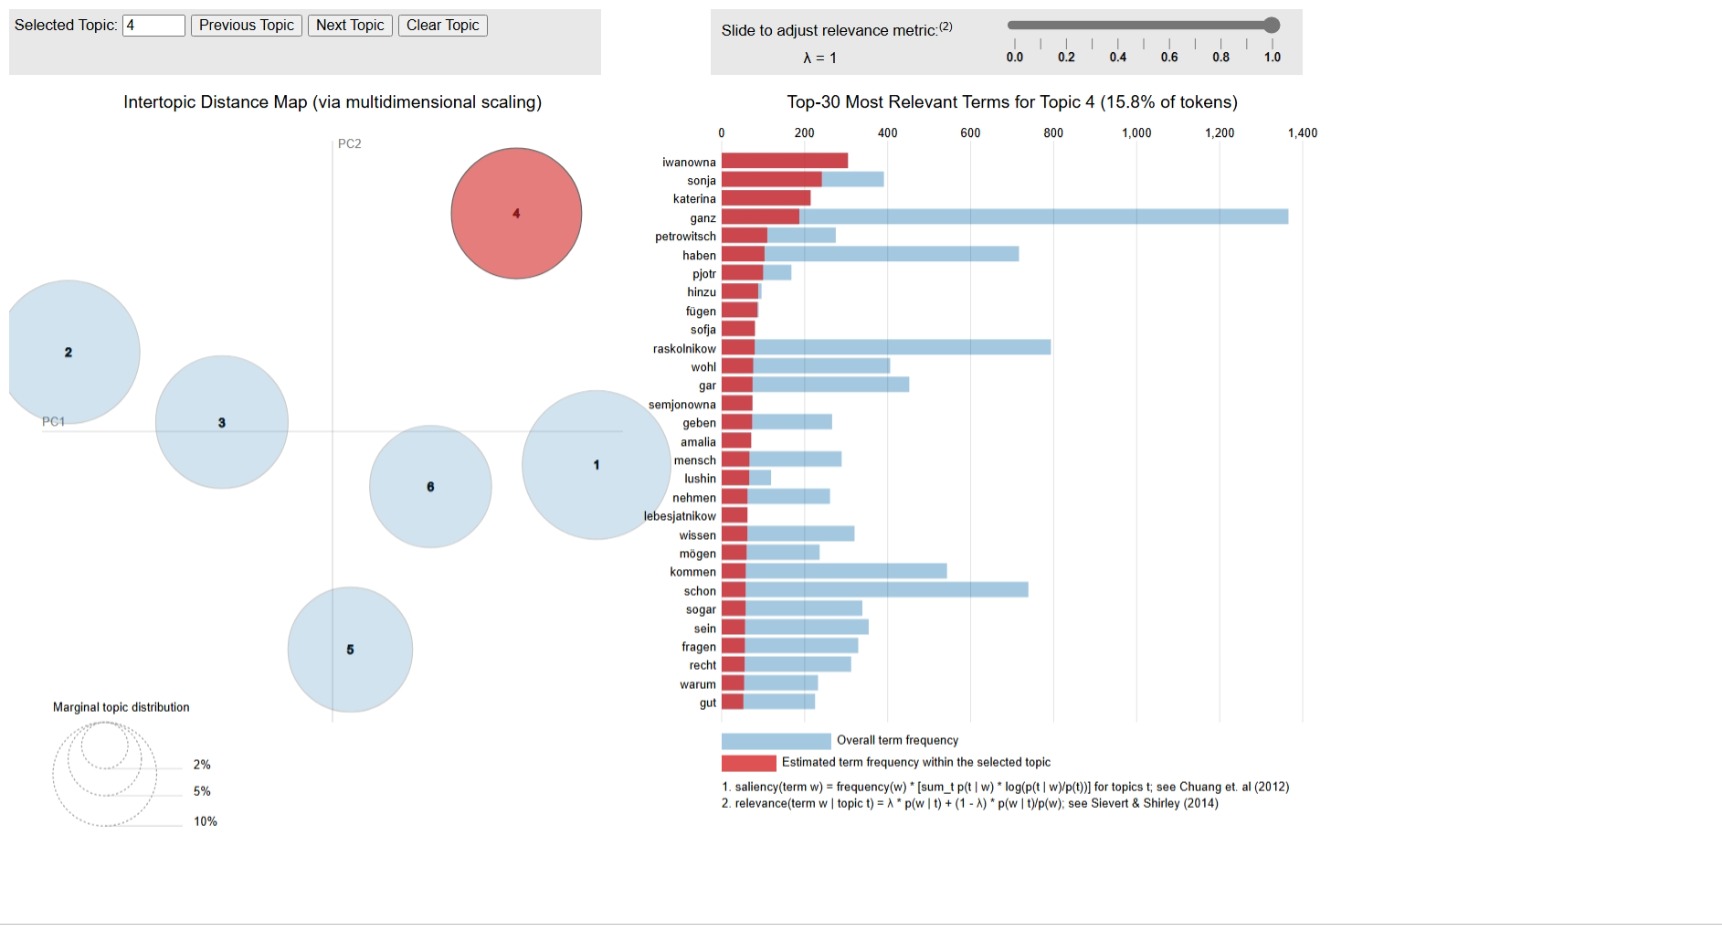 Selected Topic: 4 Previous Topic Next Topic Clear Topic
Slide to adjust relevance metric:(2)
λ = 1
0.0 0.2 0.4 0.6 0.8 1.0
Intertopic Distance Map (via multidimensional scaling)
PC2
4
2
PC1
3
6
1
5
Marginal topic distribution
2%
5%
10%
Top-30 Most Relevant Terms for Topic 4 (15.8% of tokens)
0 200 400 600 800 1,000 1,200 1,400
iwanowna
sonja
katerina
ganz
petrowitsch
haben
pjotr
hinzu
fügen
sofja
raskolnikow
wohl
gar
semjonowna
geben
amalia
mensch
lushin
nehmen
lebesjatnikow
wissen
mögen
kommen
schon
sogar
sein
fragen
recht
warum
gut
Overall term frequency
Estimated term frequency within the selected topic
1. saliency(term w) = frequency(w) * [sum_t p(t | w) * log(p(t | w)/p(t))] for topics t; see Chuang et. al (2012)
2. relevance(term w | topic t) = λ * p(w | t) + (1 - λ) * p(w | t)/p(w); see Sievert & Shirley (2014)